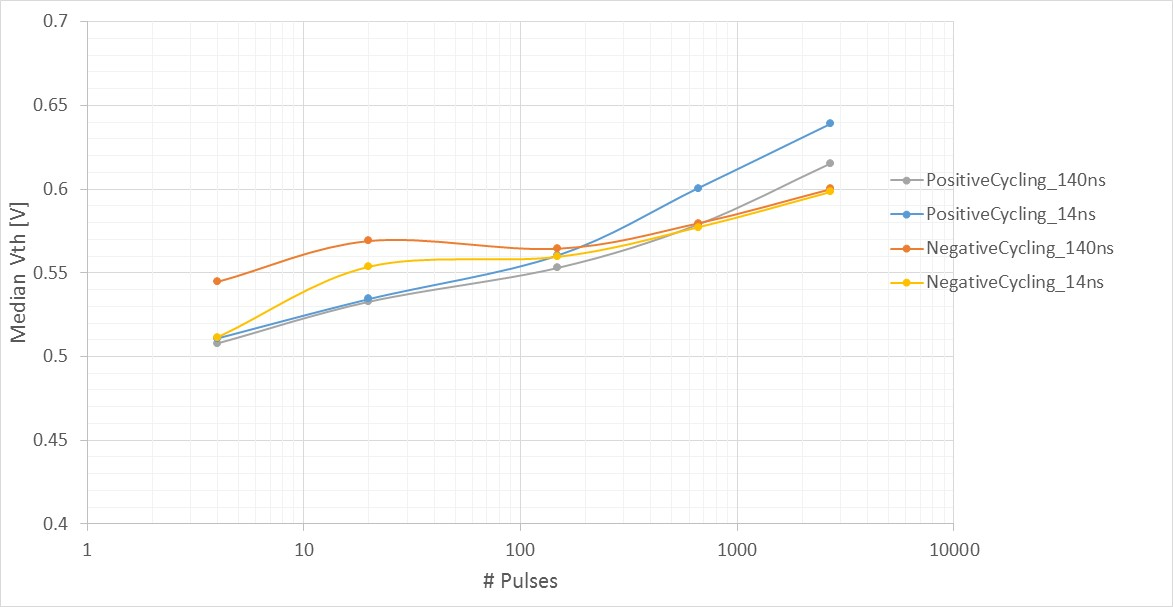 0.7
0.65
0.6
0.55
0.5
0.45
0.4
Median Vth [V]
1 10 100 1000 10000
# Pulses
PositiveCycling_140ns
PositiveCycling_14ns
NegativeCycling_140ns
NegativeCycling_14ns